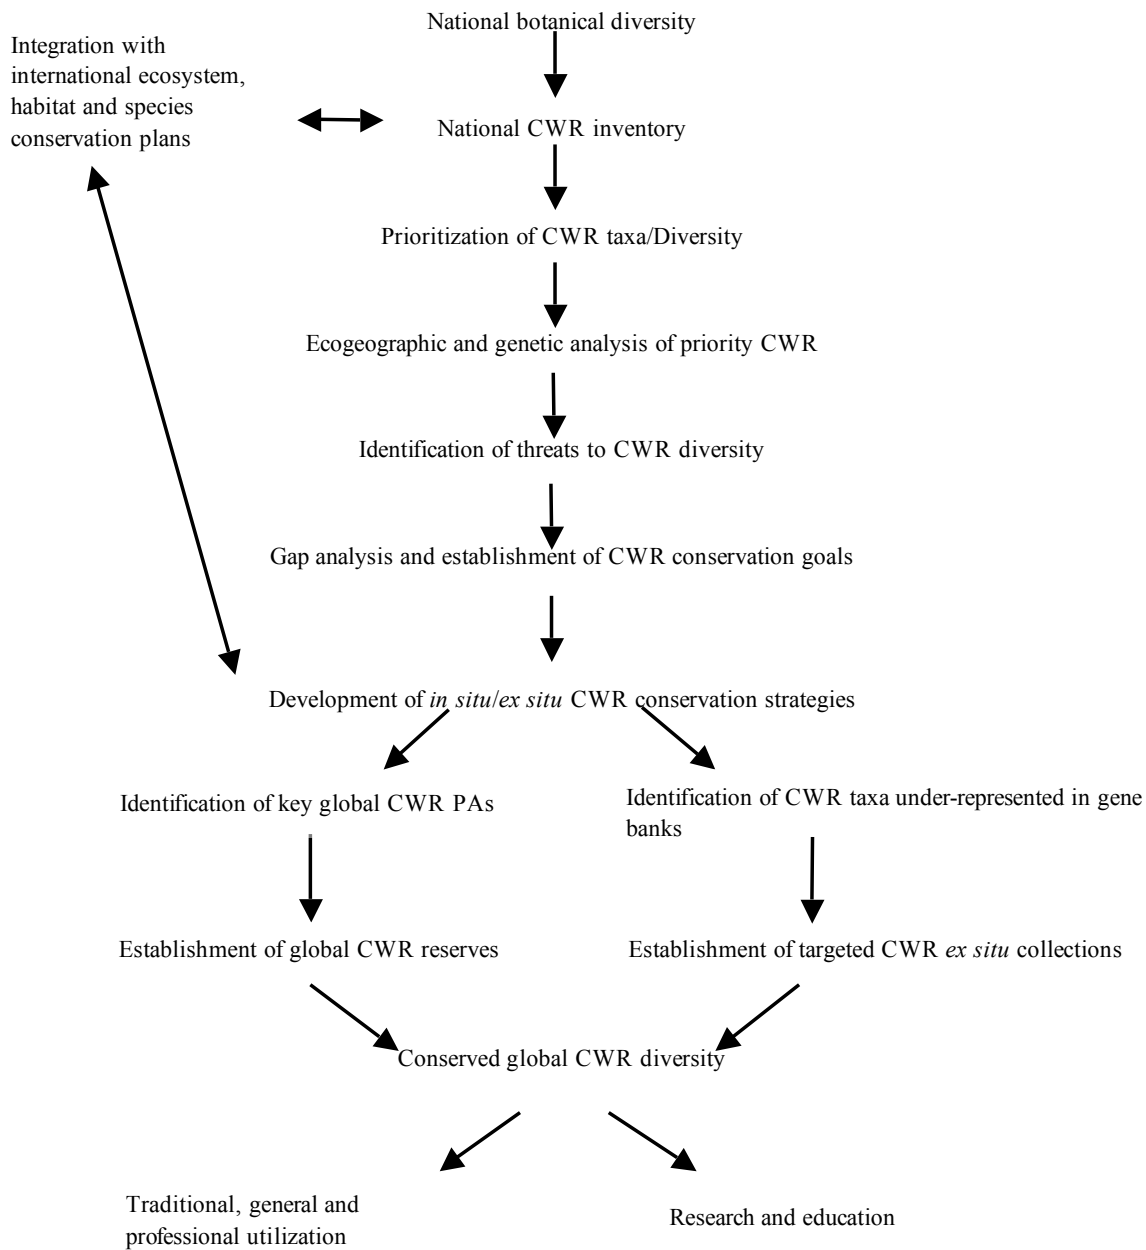 National botanical diversity
Integration with
international ecosystem,
habitat and species
conservation plans
National CWR inventory
Prioritization of CWR taxa/Diversity
Ecogeographic and genetic analysis of priority CWR
Identification of threats to CWR diversity
Gap analysis and establishment of CWR conservation goals
Development of in situ/ex situ CWR conservation strategies
Identification of key global CWR PAs
Identification of CWR taxa under-represented in gene
banks
Establishment of global CWR reserves
Establishment of targeted CWR ex situ collections
Conserved global CWR diversity
Traditional, general and
professional utilization
Research and education